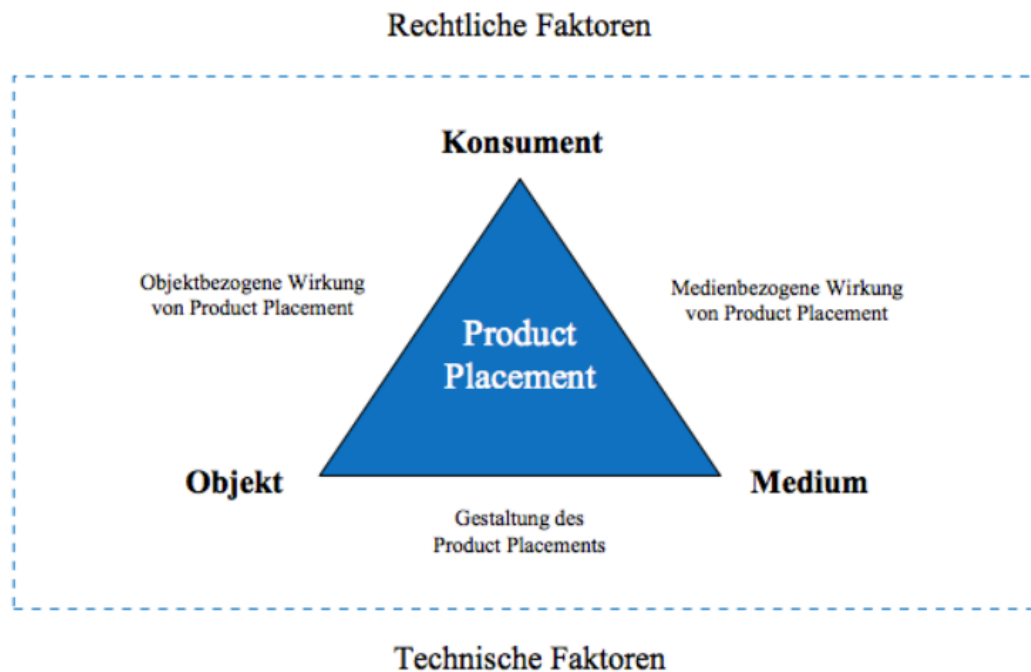 Rechtliche Faktoren
Konsument
Objektbezogene Wirkung
von Product Placement
Medienbezogene Wirkung
von Product Placement
Product
Placement
Objekt
Medium
Gestaltung des
Product Placements
Technische Faktoren